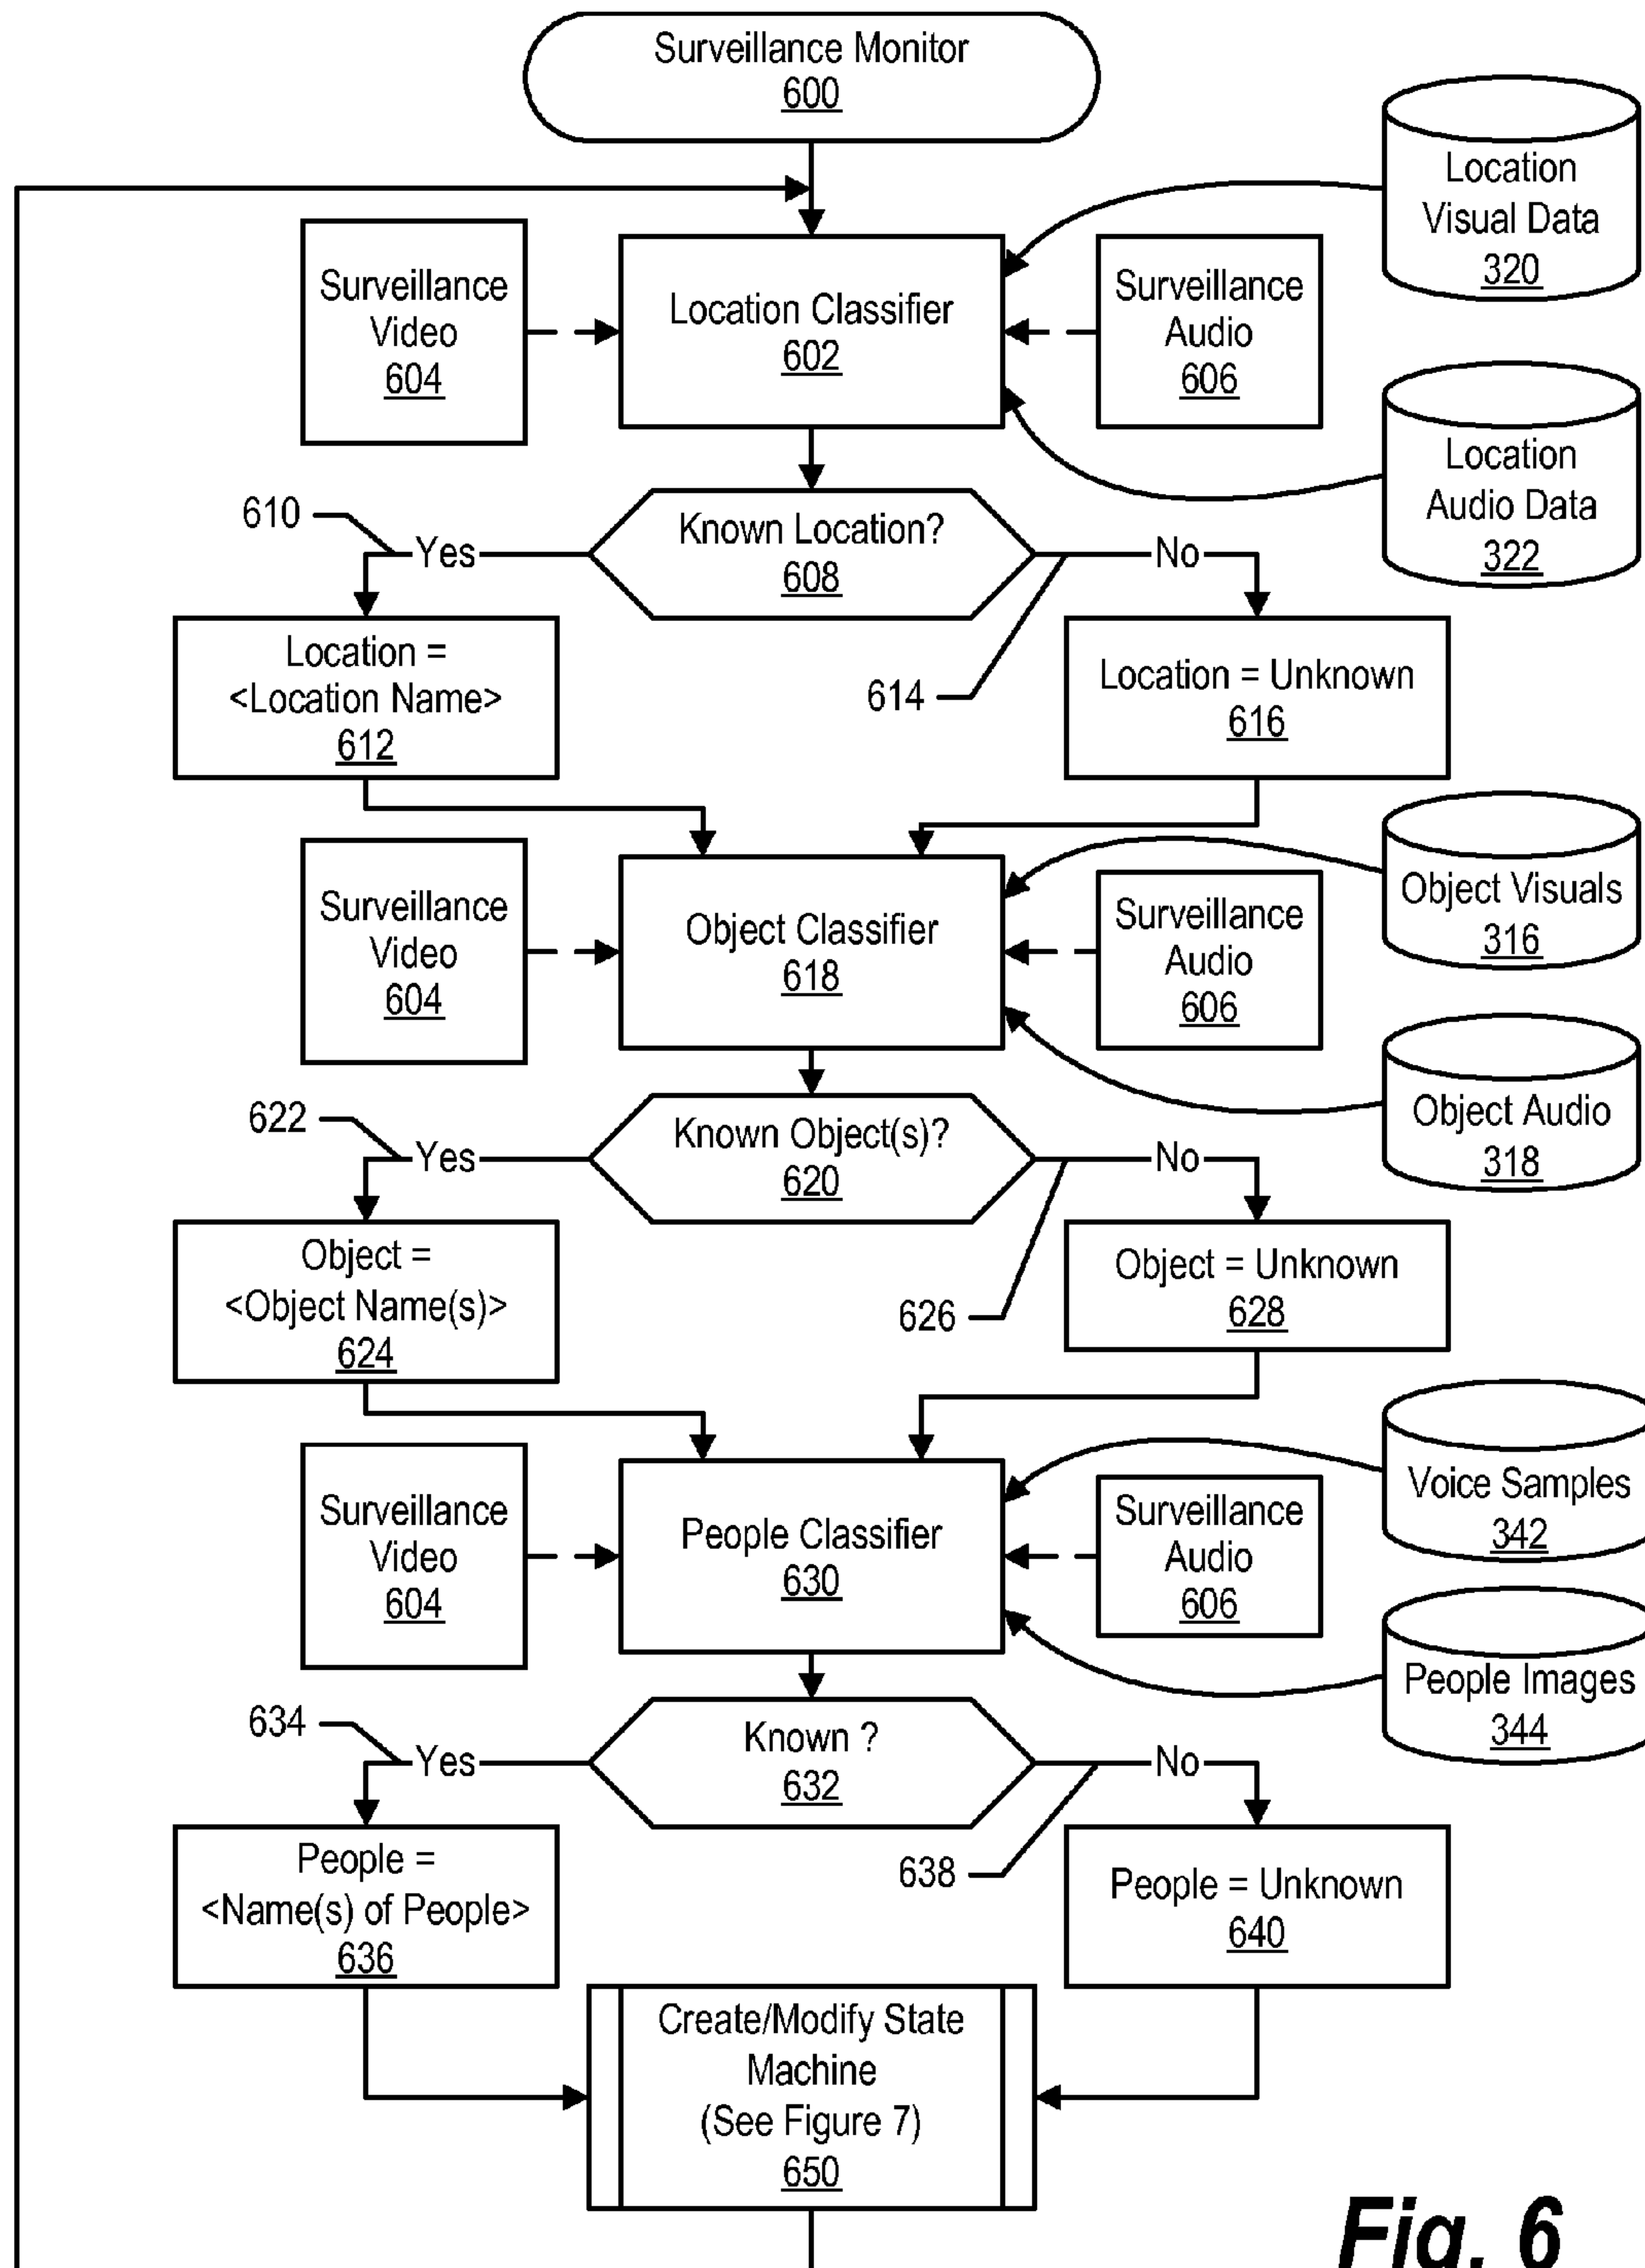 Surveillance Monitor
600
Location
Visual Data
320
Surveillance
Video
604
Location Classifier
602
Surveillance
Audio
606
Location
Audio Data
322
610
Yes
Known Location?
608
No
614
Location =
<Location Name>
612
Location = Unknown
616
Surveillance
Video
604
Object Classifier
618
Surveillance
Audio
606
Object Visuals
316
Object Audio
318
622
Yes
Known Object(s)?
620
No
626
Object =
<Object Name(s)>
624
Object = Unknown
628
Surveillance
Video
604
People Classifier
630
Surveillance
Audio
606
Voice Samples
342
People Images
344
634
Yes
Known ?
632
No
638
People =
<Name(s) of People>
636
People = Unknown
640
Create/Modify State
Machine
(See Figure 7)
650
Fig. 6